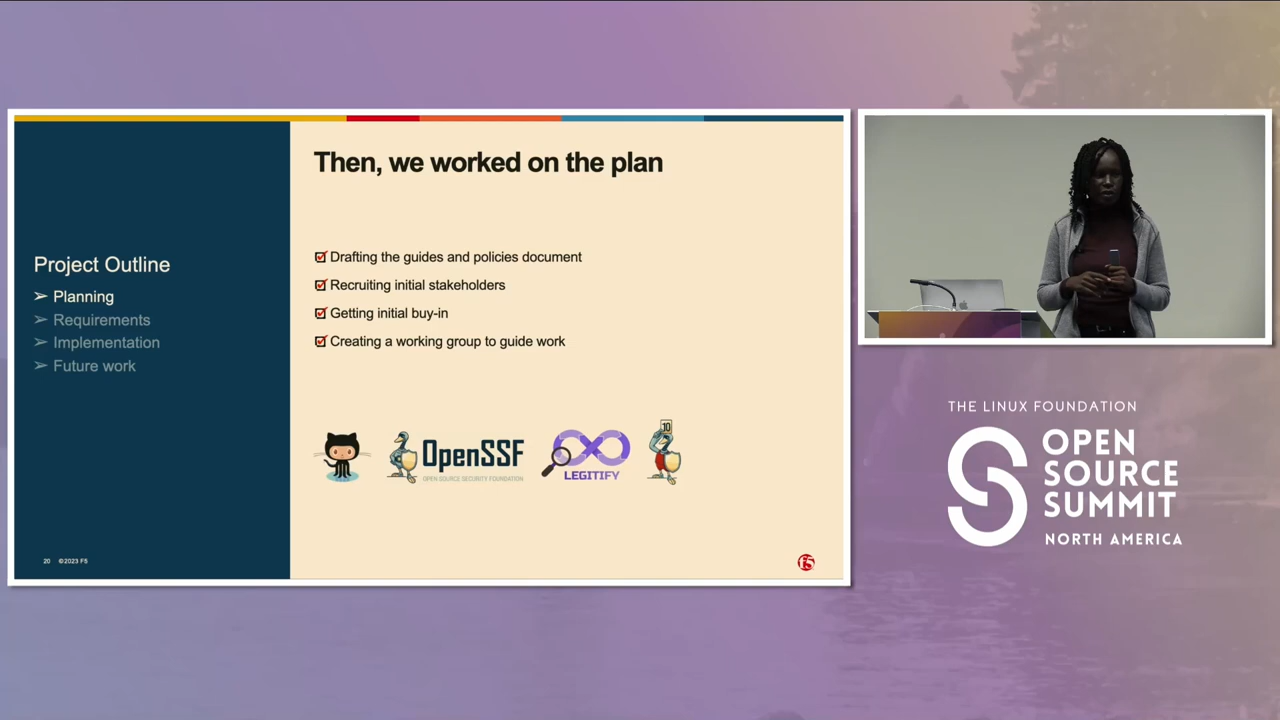 Then, we worked on the plan
Project Outline
➢ Planning
➢ Requirements
➢ Implementation
➢ Future work
☑ Drafting the guides and policies document
☑ Recruiting initial stakeholders
☑ Getting initial buy-in
☑ Creating a working group to guide work
OpenSSF
OPEN SOURCE SECURITY FOUNDATION
LEGITIFY
10
20 ©2023 F5
F5
THE LINUX FOUNDATION
OPEN
SOURCE
SUMMIT
NORTH AMERICA